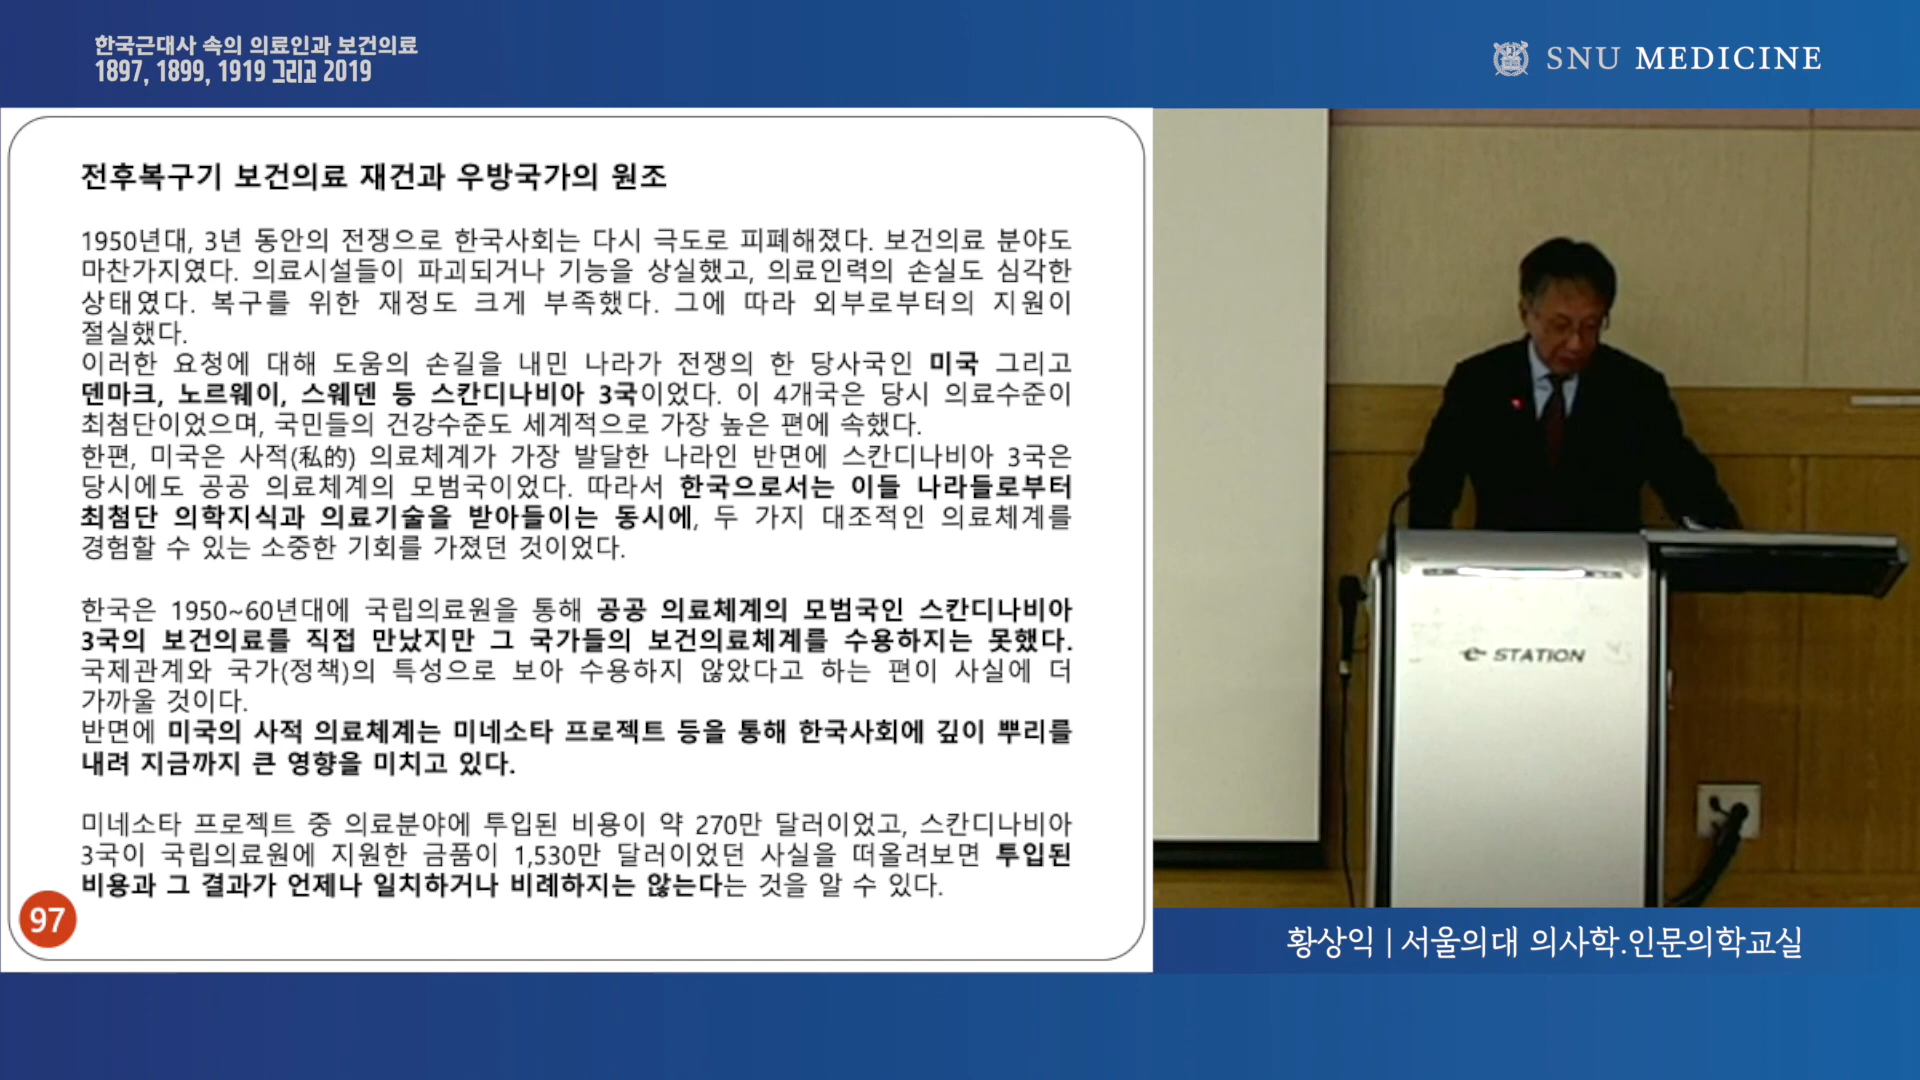 한국근대사 속의 의료인과 보건의료
1897, 1899, 1919 그리고 2019
SNU MEDICINE
전후복구기 보건의료 재건과 우방국가의 원조
1950년대, 3년 동안의 전쟁으로 한국사회는 다시 극도로 피폐해졌다. 보건의료 분야도
마찬가지였다. 의료시설들이 파괴되거나 기능을 상실했고, 의료인력의 손실도 심각한
상태였다. 복구를 위한 재정도 크게 부족했다. 그에 따라 외부로부터의 지원이
절실했다.
이러한 요청에 대해 도움의 손길을 내민 나라가 전쟁의 한 당사국인 미국 그리고
덴마크, 노르웨이, 스웨덴 등 스칸디나비아 3국이었다. 이 4개국은 당시 의료수준이
최첨단이었으며, 국민들의 건강수준도 세계적으로 가장 높은 편에 속했다.
한편, 미국은 사적(私的) 의료체계가 가장 발달한 나라인 반면에 스칸디나비아 3국은
당시에도 공공 의료체계의 모범국이었다. 따라서 한국으로서는 이들 나라들로부터
최첨단 의학지식과 의료기술을 받아들이는 동시에, 두 가지 대조적인 의료체계를
경험할 수 있는 소중한 기회를 가졌던 것이었다.
한국은 1950~60년대에 국립의료원을 통해 공공 의료체계의 모범국인 스칸디나비아
3국의 보건의료를 직접 만났지만 그 국가들의 보건의료체계를 수용하지는 못했다.
국제관계와 국가(정책)의 특성으로 보아 수용하지 않았다고 하는 편이 사실에 더
가까울 것이다.
반면에 미국의 사적 의료체계는 미네소타 프로젝트 등을 통해 한국사회에 깊이 뿌리를
내려 지금까지 큰 영향을 미치고 있다.
미네소타 프로젝트 중 의료분야에 투입된 비용이 약 270만 달러이었고, 스칸디나비아
3국이 국립의료원에 지원한 금품이 1,530만 달러이었던 사실을 떠올려보면 투입된
비용과 그 결과가 언제나 일치하거나 비례하지는 않는다는 것을 알 수 있다.
97
e-STATION
황상익 | 서울의대 의사학.인문의학교실